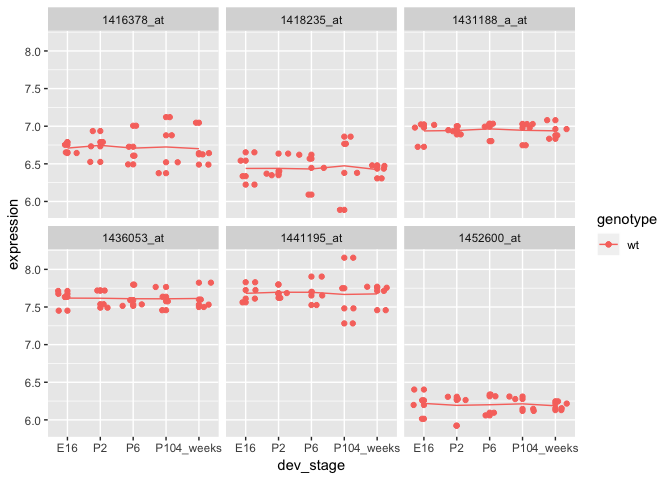 1416378_at 1418235_at 1431188_a_at
8.0
7.5
7.0
6.5
6.0
expression
genotype
wt
1436053_at 1441195_at 1452600_at
8.0
7.5
7.0
6.5
6.0
E16 P2 P6 P10 4_weeks E16 P2 P6 P10 4_weeks E16 P2 P6 P10 4_weeks
dev_stage